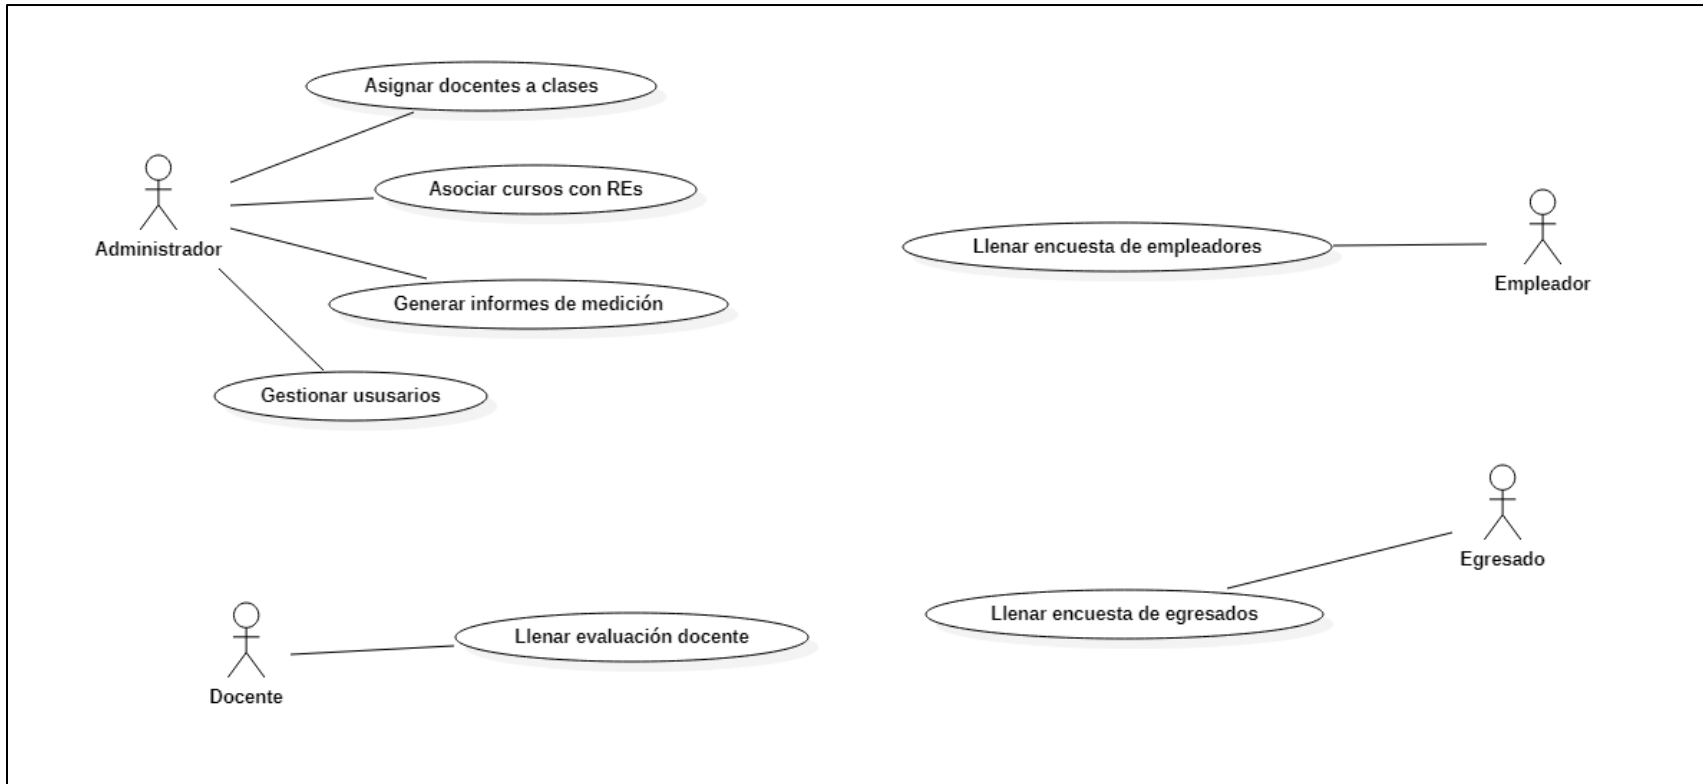 Asignar docentes a clases
Asociar cursos con REs
Administrador
Generar informes de medición
Gestionar ususarios
Llenar encuesta de empleadores
Empleador
Egresado
Llenar encuesta de egresados
Llenar evaluación docente
Docente